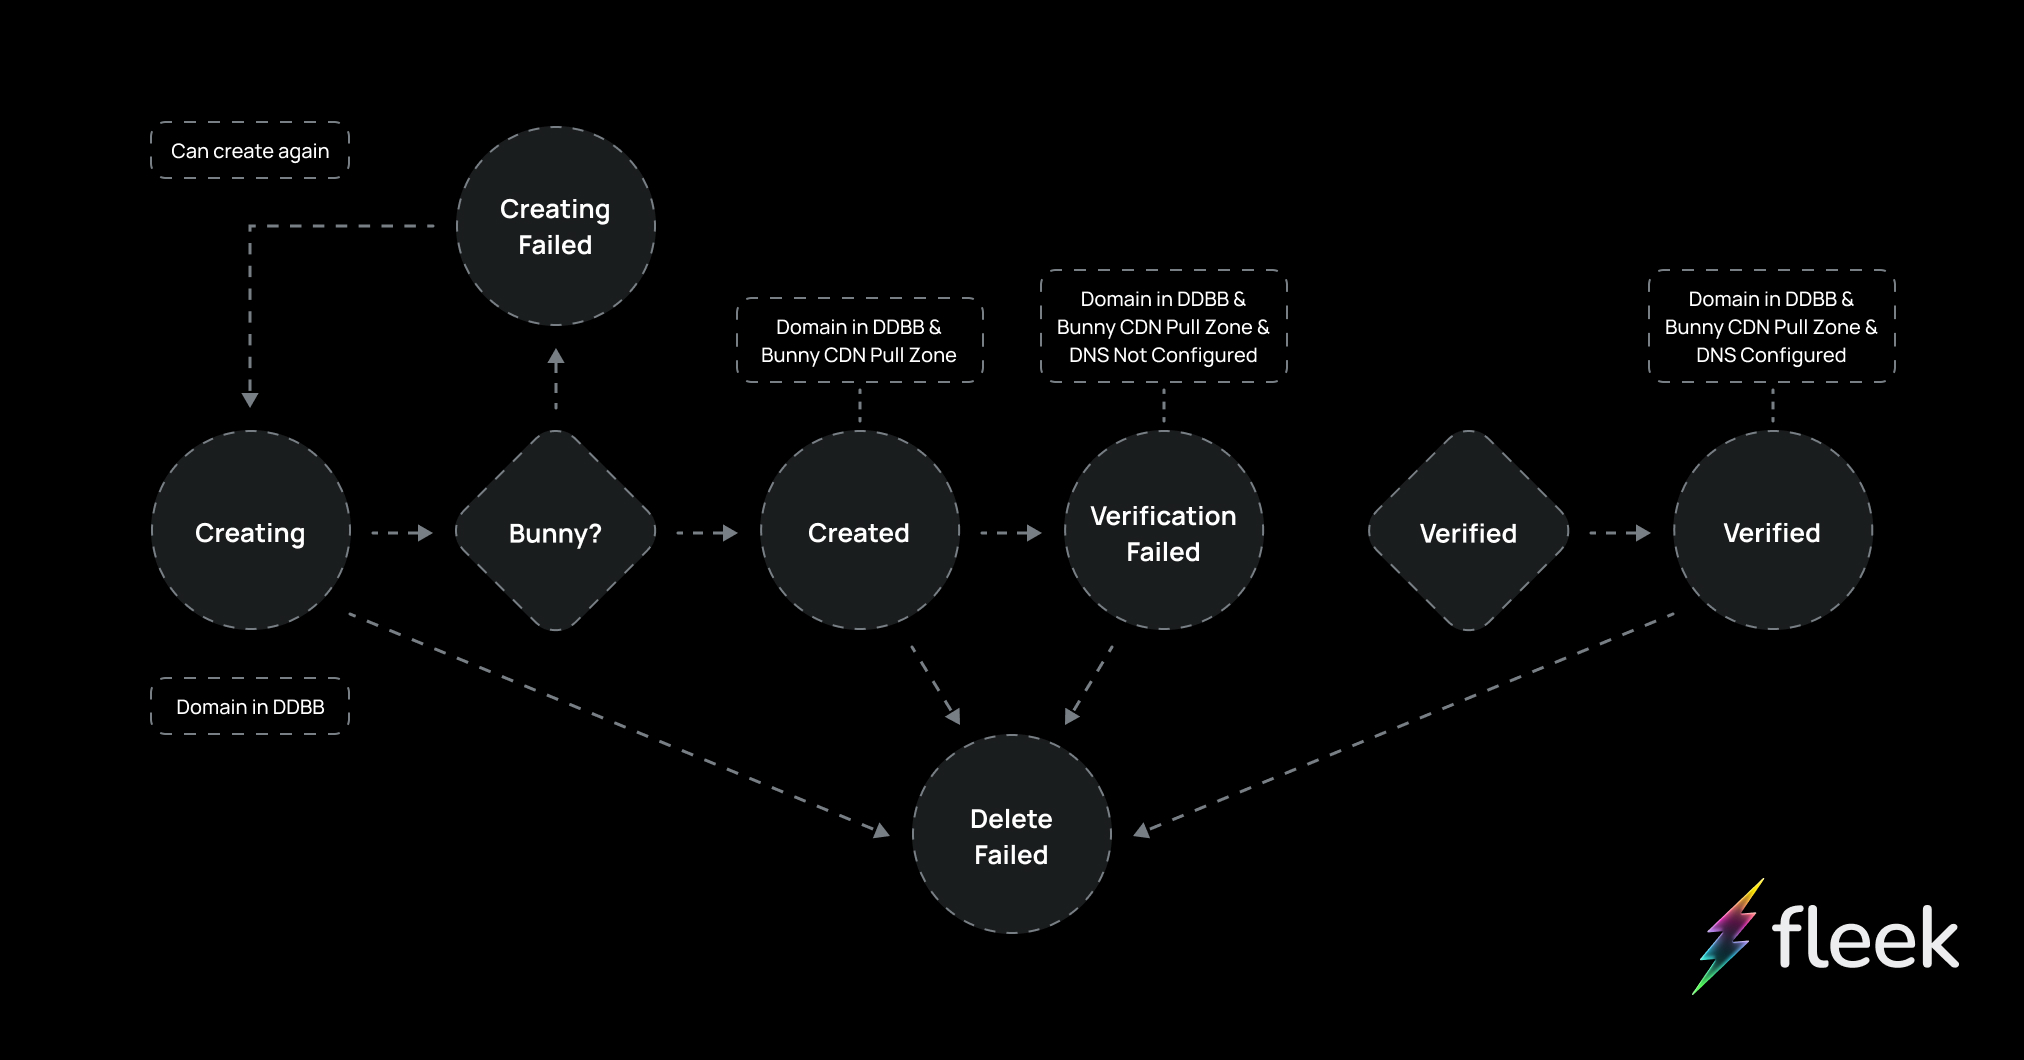 Can create again
Creating
Failed
Domain in DDBB &
Bunny CDN Pull Zone
Domain in DDBB &
Bunny CDN Pull Zone &
DNS Not Configured
Domain in DDBB &
Bunny CDN Pull Zone &
DNS Configured
Creating
Bunny?
Created
Verification
Failed
Verified
Verified
Domain in DDBB
Delete
Failed
fleek